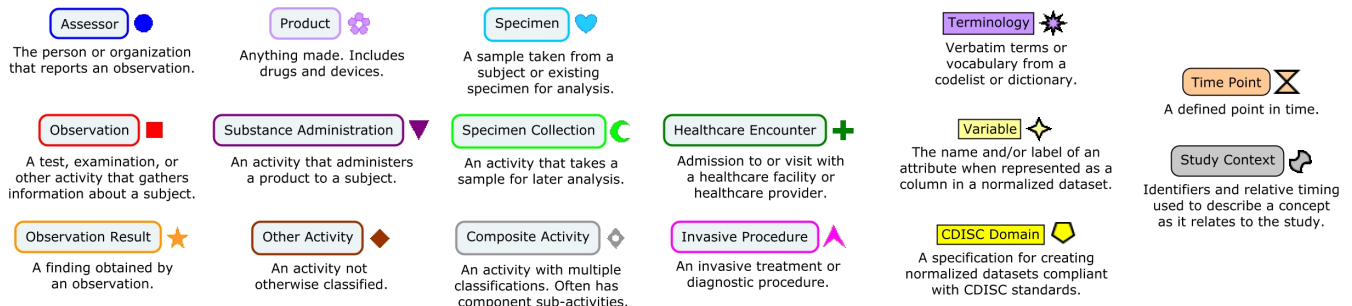 Assessor
The person or organization
that reports an observation.
Product
Anything made. Includes
drugs and devices.
Specimen
A sample taken from a
subject or existing
specimen for analysis.
Terminology
Verbatim terms or
vocabulary from a
codelist or dictionary.
Time Point
A defined point in time.
Observation
A test, examination, or
other activity that gathers
information about a subject.
Substance Administration
An activity that administers
a product to a subject.
Specimen Collection
An activity that takes a
sample for later analysis.
Healthcare Encounter
Admission to or visit with
a healthcare facility or
healthcare provider.
Variable
The name and/or label of an
attribute when represented as a
column in a normalized dataset.
Study Context
Identifiers and relative timing
used to describe a concept
as it relates to the study.
Observation Result
A finding obtained by
an observation.
Other Activity
An activity not
otherwise classified.
Composite Activity
An activity with multiple
classifications. Often has
component sub-activities.
Invasive Procedure
An invasive treatment or
diagnostic procedure.
CDISC Domain
A specification for creating
normalized datasets compliant
with CDISC standards.